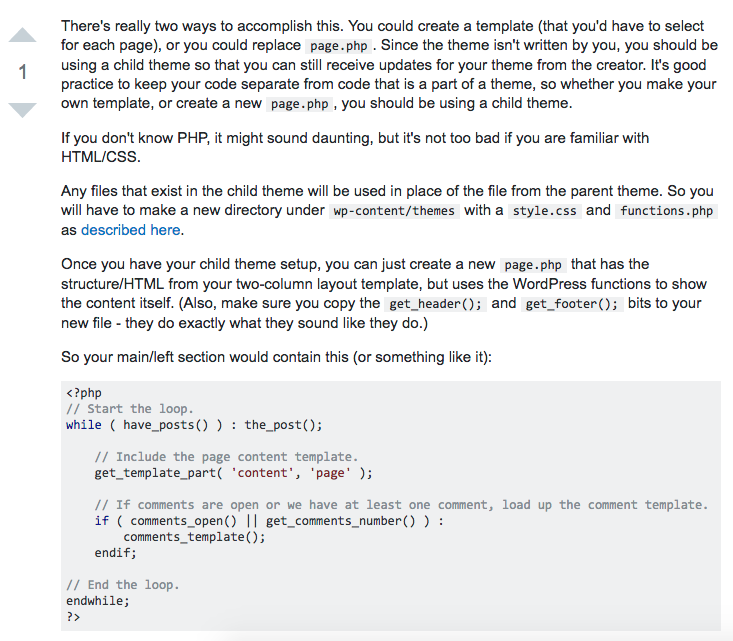 There's really two ways to accomplish this. You could create a template (that you'd have to select
for each page), or you could replace page.php . Since the theme isn't written by you, you should be
using a child theme so that you can still receive updates for your theme from the creator. It's good
practice to keep your code separate from code that is a part of a theme, so whether you make your
own template, or create a new page.php , you should be using a child theme.
1
If you don't know PHP, it might sound daunting, but it's not too bad if you are familiar with
HTML/CSS.
Any files that exist in the child theme will be used in place of the file from the parent theme. So you
will have to make a new directory under wp-content/themes with a style.css and functions.php
as described here.
Once you have your child theme setup, you can just create a new page.php that has the
structure/HTML from your two-column layout template, but uses the WordPress functions to show
the content itself. (Also, make sure you copy the get_header(); and get_footer(); bits to your
new file - they do exactly what they sound like they do.)
So your main/left section would contain this (or something like it):
<?php
// Start the loop.
while ( have_posts() ) : the_post();
    // Include the page content template.
    get_template_part( 'content', 'page' );
    // If comments are open or we have at least one comment, load up the comment template.
    if ( comments_open() || get_comments_number() ) :
        comments_template();
    endif;
// End the loop.
endwhile;
?>